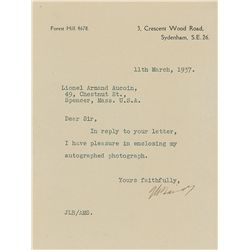 Forest Hill 8678.
3, Crescent Wood Road,
Sydenham, S.E.26.
11th March, 1937.
Lionel Armand Aucoin,
49, Chestnut St.,
Spencer, Mass. U.S.A.
Dear Sir,
In reply to your letter,
I have pleasure in enclosing my
autographed photograph.
Yours faithfully,
JLB/AMS.